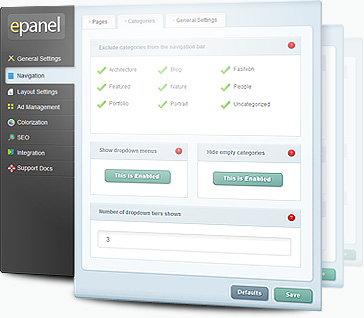 epanel
Pages
Categories
General Settings
General Settings
Navigation
Layout Settings
Ad Management
Colorization
SEO
Integration
Support Docs
Exclude categories from the navigation bar
Architecture Blog Fashion
Featured Nature People
Portfolio Portrait Uncategorized
Show dropdown menus
This is Enabled
Hide empty categories
This is Enabled
Number of dropdown tiers shown
3
Defaults Save